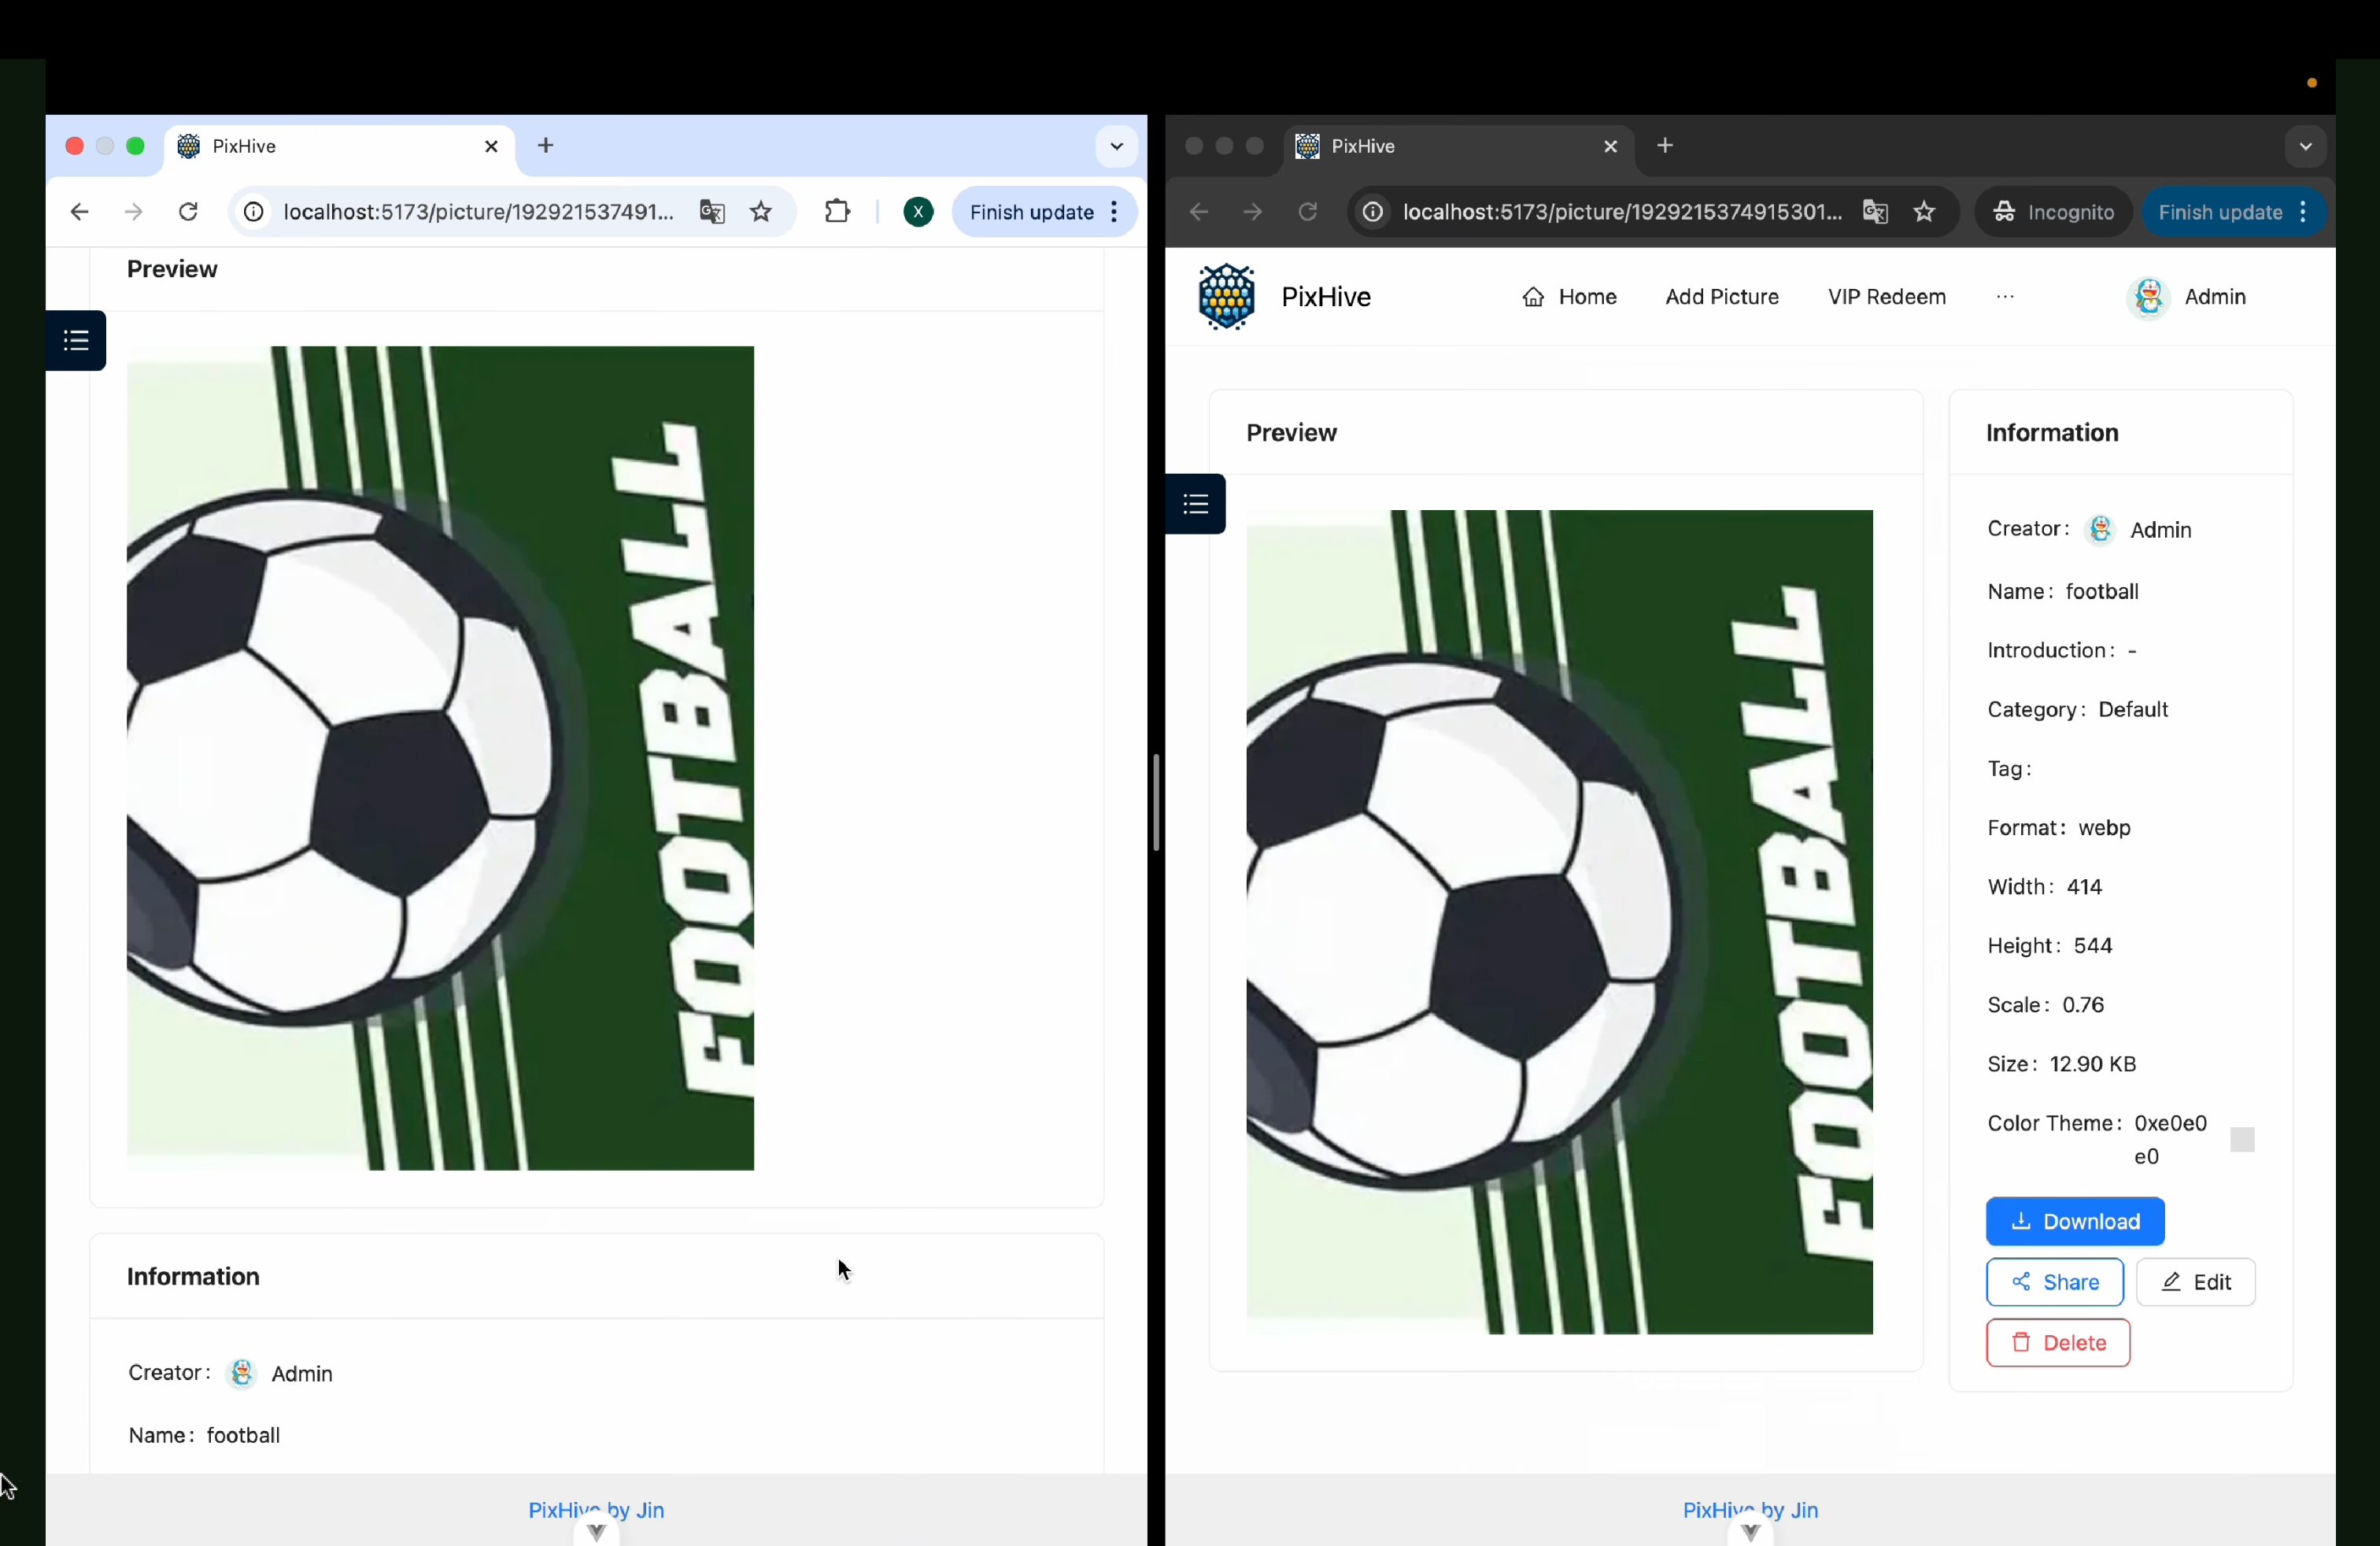 PixHive
localhost:5173/picture/192921537491...
X
Finish update
Preview
FOOTBALL
Information
Creator: Admin
Name: football
PixHive by Jin
PixHive
localhost:5173/picture/1929215374915301...
Incognito
Finish update
PixHive
Home
Add Picture
VIP Redeem
...
Admin
Preview
FOOTBALL
Information
Creator: Admin
Name: football
Introduction: -
Category: Default
Tag:
Format: webp
Width: 414
Height: 544
Scale: 0.76
Size: 12.90 KB
Color Theme: 0xe0e0
e0
Download
Share
Edit
Delete
PixHive by Jin